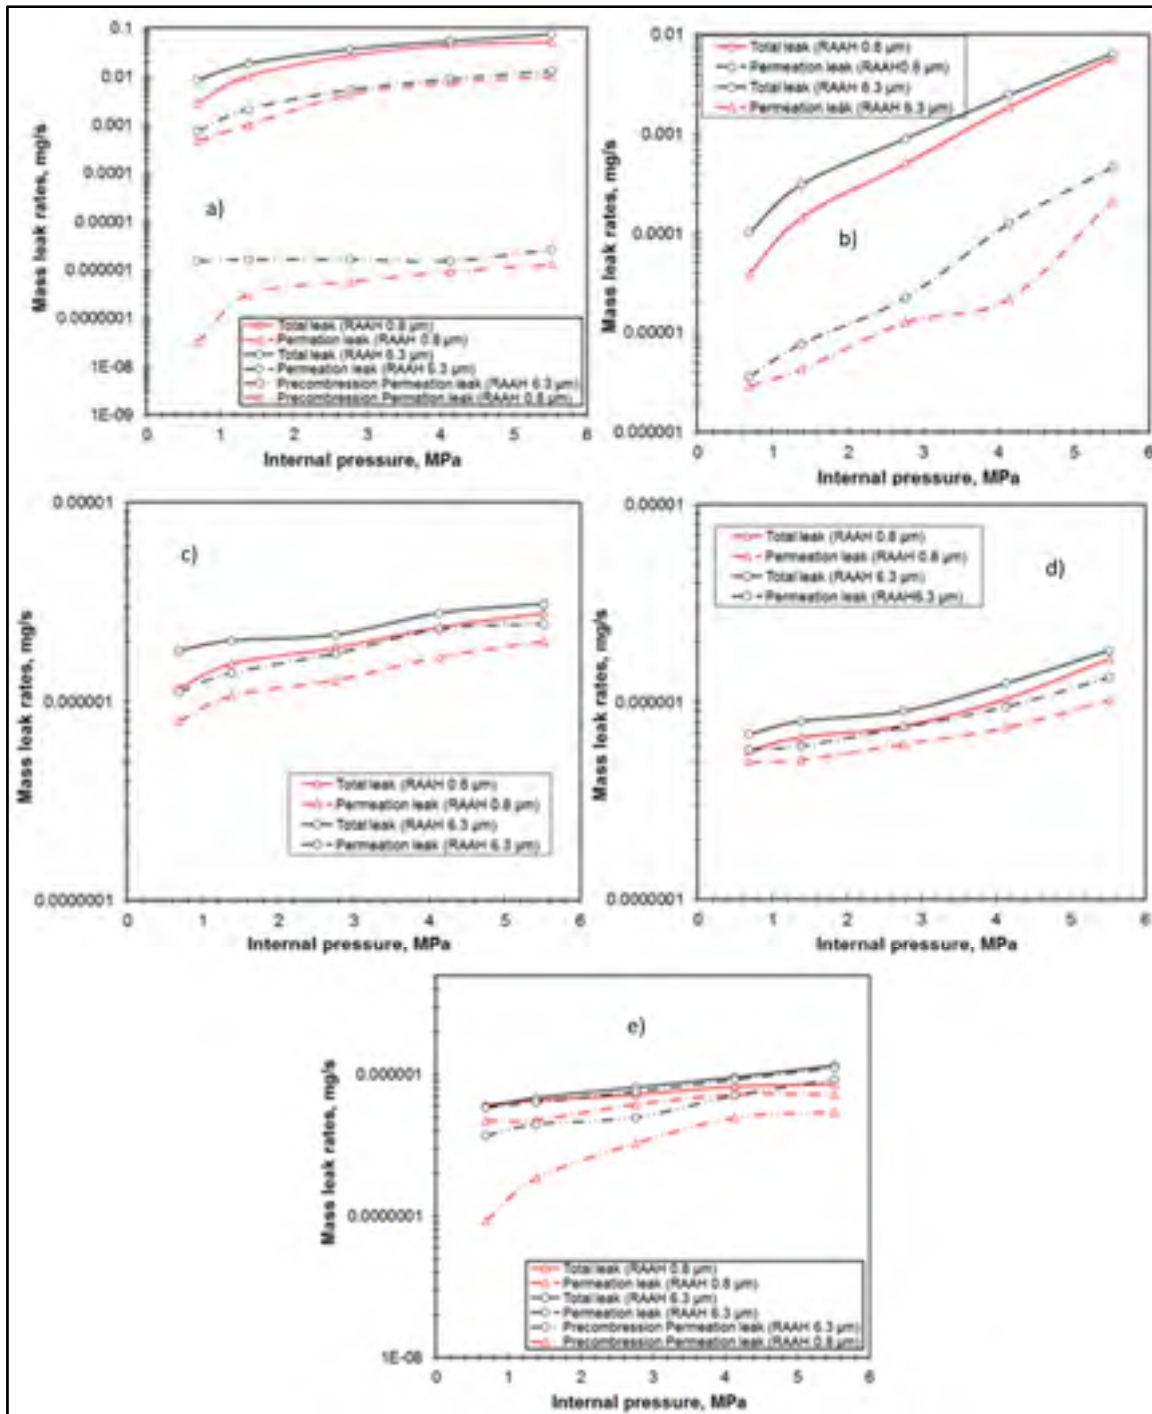 0.1
0.01
0.001
0.0001
0.00001
0.000001
0.0000001
1E-08
1E-09
Mass leak rates, mg/s
a)
Total leak (RAAH 0.8 µm)
Permation leak (RAAH 0.8 µm)
Total leak (RAAH 6.3 µm)
Permeation leak (RAAH 6.3 µm)
Precombression Permeation leak (RAAH 6.3 µm)
Precombression Permation leak (RAAH 0.8 µm)
0 1 2 3 4 5 6
Internal pressure, MPa
0.01
0.001
0.0001
0.00001
0.000001
Mass leak rates, mg/s
Total leak (RAAH 0.8 µm)
Permeation leak (RAAH0.8 µm)
Total leak (RAAH 6.3 µm)
Permeation leak (RAAH 6.3 µm)
b)
0 1 2 3 4 5 6
Internal pressure, MPa
0.00001
0.000001
0.0000001
Mass leak rates, mg/s
c)
Total leak (RAAH 0.8 µm)
Permeation leak (RAAH 0.8 µm)
Total leak (RAAH 6.3 µm)
Permeation leak (RAAH 6.3 µm)
0 1 2 3 4 5 6
Internal pressure, MPa
0.00001
0.000001
0.0000001
Mass leak rates, mg/s
Total leak (RAAH 0.8 µm)
Permeation leak (RAAH 0.8 µm)
Total leak (RAAH 6.3 µm)
Permeation leak (RAAH6.3 µm)
d)
0 1 2 3 4 5 6
Internal pressure, MPa
0.000001
0.0000001
1E-08
Mass leak rates, mg/s
e)
Total leak (RAAH 0.8 µm)
Permeation leak (RAAH 0.8 µm)
Total leak (RAAH 6.3 µm)
Permeation leak (RAAH 6.3 µm)
Precombression Permeation leak (RAAH 6.3 µm)
Precombression Permeation leak (RAAH 0.8 µm)
0 1 2 3 4 5 6
Internal pressure, MPa